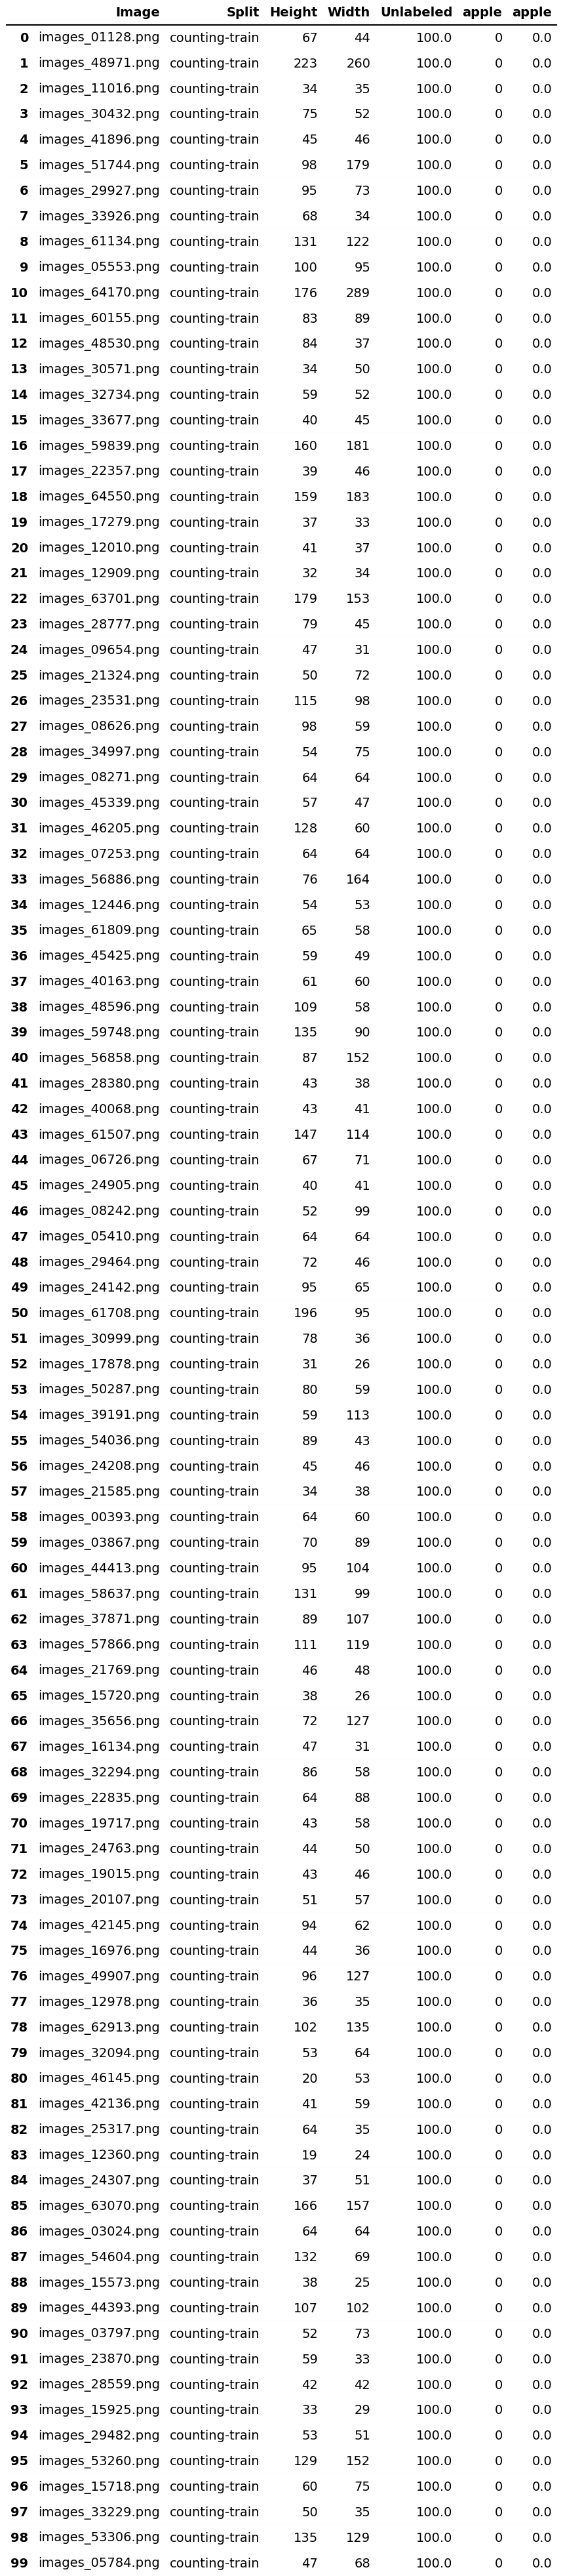 Image Split Height Width Unlabeled apple apple
0 images_01128.png counting-train 67 44 100.0 0 0.0
1 images_48971.png counting-train 223 260 100.0 0 0.0
2 images_11016.png counting-train 34 35 100.0 0 0.0
3 images_30432.png counting-train 75 52 100.0 0 0.0
4 images_41896.png counting-train 45 46 100.0 0 0.0
5 images_51744.png counting-train 98 179 100.0 0 0.0
6 images_29927.png counting-train 95 73 100.0 0 0.0
7 images_33926.png counting-train 68 34 100.0 0 0.0
8 images_61134.png counting-train 131 122 100.0 0 0.0
9 images_05553.png counting-train 100 95 100.0 0 0.0
10 images_64170.png counting-train 176 289 100.0 0 0.0
11 images_60155.png counting-train 83 89 100.0 0 0.0
12 images_48530.png counting-train 84 37 100.0 0 0.0
13 images_30571.png counting-train 34 50 100.0 0 0.0
14 images_32734.png counting-train 59 52 100.0 0 0.0
15 images_33677.png counting-train 40 45 100.0 0 0.0
16 images_59839.png counting-train 160 181 100.0 0 0.0
17 images_22357.png counting-train 39 46 100.0 0 0.0
18 images_64550.png counting-train 159 183 100.0 0 0.0
19 images_17279.png counting-train 37 33 100.0 0 0.0
20 images_12010.png counting-train 41 37 100.0 0 0.0
21 images_12909.png counting-train 32 34 100.0 0 0.0
22 images_63701.png counting-train 179 153 100.0 0 0.0
23 images_28777.png counting-train 79 45 100.0 0 0.0
24 images_09654.png counting-train 47 31 100.0 0 0.0
25 images_21324.png counting-train 50 72 100.0 0 0.0
26 images_23531.png counting-train 115 98 100.0 0 0.0
27 images_08626.png counting-train 98 59 100.0 0 0.0
28 images_34997.png counting-train 54 75 100.0 0 0.0
29 images_08271.png counting-train 64 64 100.0 0 0.0
30 images_45339.png counting-train 57 47 100.0 0 0.0
31 images_46205.png counting-train 128 60 100.0 0 0.0
32 images_07253.png counting-train 64 64 100.0 0 0.0
33 images_56886.png counting-train 76 164 100.0 0 0.0
34 images_12446.png counting-train 54 53 100.0 0 0.0
35 images_61809.png counting-train 65 58 100.0 0 0.0
36 images_45425.png counting-train 59 49 100.0 0 0.0
37 images_40163.png counting-train 61 60 100.0 0 0.0
38 images_48596.png counting-train 109 58 100.0 0 0.0
39 images_59748.png counting-train 135 90 100.0 0 0.0
40 images_56858.png counting-train 87 152 100.0 0 0.0
41 images_28380.png counting-train 43 38 100.0 0 0.0
42 images_40068.png counting-train 43 41 100.0 0 0.0
43 images_61507.png counting-train 147 114 100.0 0 0.0
44 images_06726.png counting-train 67 71 100.0 0 0.0
45 images_24905.png counting-train 40 41 100.0 0 0.0
46 images_08242.png counting-train 52 99 100.0 0 0.0
47 images_05410.png counting-train 64 64 100.0 0 0.0
48 images_29464.png counting-train 72 46 100.0 0 0.0
49 images_24142.png counting-train 95 65 100.0 0 0.0
50 images_61708.png counting-train 196 95 100.0 0 0.0
51 images_30999.png counting-train 78 36 100.0 0 0.0
52 images_17878.png counting-train 31 26 100.0 0 0.0
53 images_50287.png counting-train 80 59 100.0 0 0.0
54 images_39191.png counting-train 59 113 100.0 0 0.0
55 images_54036.png counting-train 89 43 100.0 0 0.0
56 images_24208.png counting-train 45 46 100.0 0 0.0
57 images_21585.png counting-train 34 38 100.0 0 0.0
58 images_00393.png counting-train 64 60 100.0 0 0.0
59 images_03867.png counting-train 70 89 100.0 0 0.0
60 images_44413.png counting-train 95 104 100.0 0 0.0
61 images_58637.png counting-train 131 99 100.0 0 0.0
62 images_37871.png counting-train 89 107 100.0 0 0.0
63 images_57866.png counting-train 111 119 100.0 0 0.0
64 images_21769.png counting-train 46 48 100.0 0 0.0
65 images_15720.png counting-train 38 26 100.0 0 0.0
66 images_35656.png counting-train 72 127 100.0 0 0.0
67 images_16134.png counting-train 47 31 100.0 0 0.0
68 images_32294.png counting-train 86 58 100.0 0 0.0
69 images_22835.png counting-train 64 88 100.0 0 0.0
70 images_19717.png counting-train 43 58 100.0 0 0.0
71 images_24763.png counting-train 44 50 100.0 0 0.0
72 images_19015.png counting-train 43 46 100.0 0 0.0
73 images_20107.png counting-train 51 57 100.0 0 0.0
74 images_42145.png counting-train 94 62 100.0 0 0.0
75 images_16976.png counting-train 44 36 100.0 0 0.0
76 images_49907.png counting-train 96 127 100.0 0 0.0
77 images_12978.png counting-train 36 35 100.0 0 0.0
78 images_62913.png counting-train 102 135 100.0 0 0.0
79 images_32094.png counting-train 53 64 100.0 0 0.0
80 images_46145.png counting-train 20 53 100.0 0 0.0
81 images_42136.png counting-train 41 59 100.0 0 0.0
82 images_25317.png counting-train 64 35 100.0 0 0.0
83 images_12360.png counting-train 19 24 100.0 0 0.0
84 images_24307.png counting-train 37 51 100.0 0 0.0
85 images_63070.png counting-train 166 157 100.0 0 0.0
86 images_03024.png counting-train 64 64 100.0 0 0.0
87 images_54604.png counting-train 132 69 100.0 0 0.0
88 images_15573.png counting-train 38 25 100.0 0 0.0
89 images_44393.png counting-train 107 102 100.0 0 0.0
90 images_03797.png counting-train 52 73 100.0 0 0.0
91 images_23870.png counting-train 59 33 100.0 0 0.0
92 images_28559.png counting-train 42 42 100.0 0 0.0
93 images_15925.png counting-train 33 29 100.0 0 0.0
94 images_29482.png counting-train 53 51 100.0 0 0.0
95 images_53260.png counting-train 129 152 100.0 0 0.0
96 images_15718.png counting-train 60 75 100.0 0 0.0
97 images_33229.png counting-train 50 35 100.0 0 0.0
98 images_53306.png counting-train 135 129 100.0 0 0.0
99 images_05784.png counting-train 47 68 100.0 0 0.0